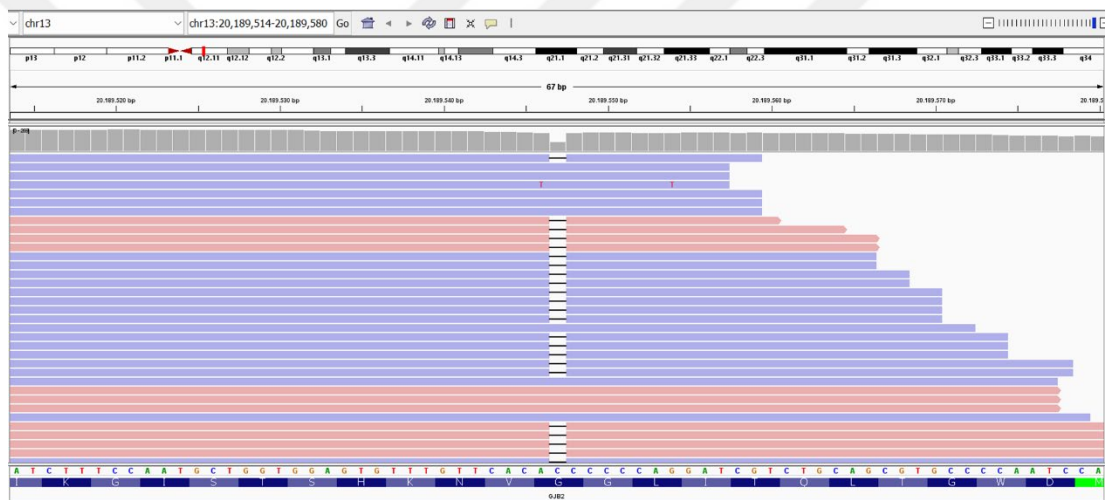 chr13 chr13:20,189,514-20,189,580 Go
p13 p12 p11.2 p11.1 q12.11 q12.12 q12.2 q13.1 q13.3 q14.11 q14.13 q14.3 q21.1 q21.2 q21.31 q21.32 q21.33 q22.1 q22.3 q31.1 q31.2 q31.3 q32.1 q32.3 q33.1 q33.2 q33.3 q34
67 bp
20.189.520 bp 20.189.530 bp 20.189.540 bp 20.189.550 bp 20.189.560 bp 20.189.570 bp 20.189.5
T T
A T C T T T C C A A T G C T G G T G G A G T G T T T G T T C A C A C C C C C C A G G A T C G T C T G C A G C G T G C C C C A A T C C A
I K G I S T S H K N V G G L I T Q L T G W D M
GJB2